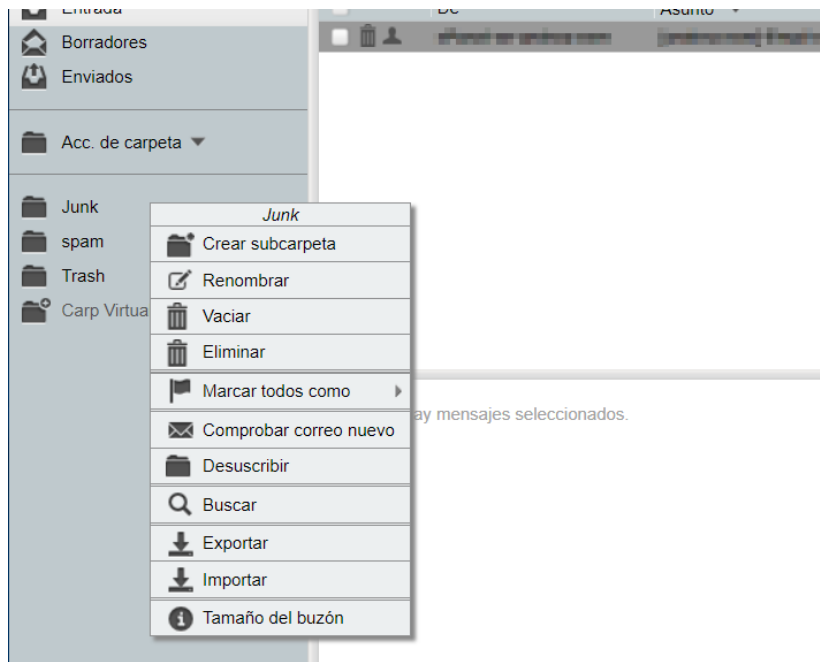 Entrada
De
Asunto
Borradores
Enviados
Acc. de carpeta
Junk
spam
Trash
Carp Virtua
Junk
Crear subcarpeta
Renombrar
Vaciar
Eliminar
Marcar todos como
Comprobar correo nuevo
Desuscribir
Buscar
Exportar
Importar
Tamaño del buzón
ay mensajes seleccionados.